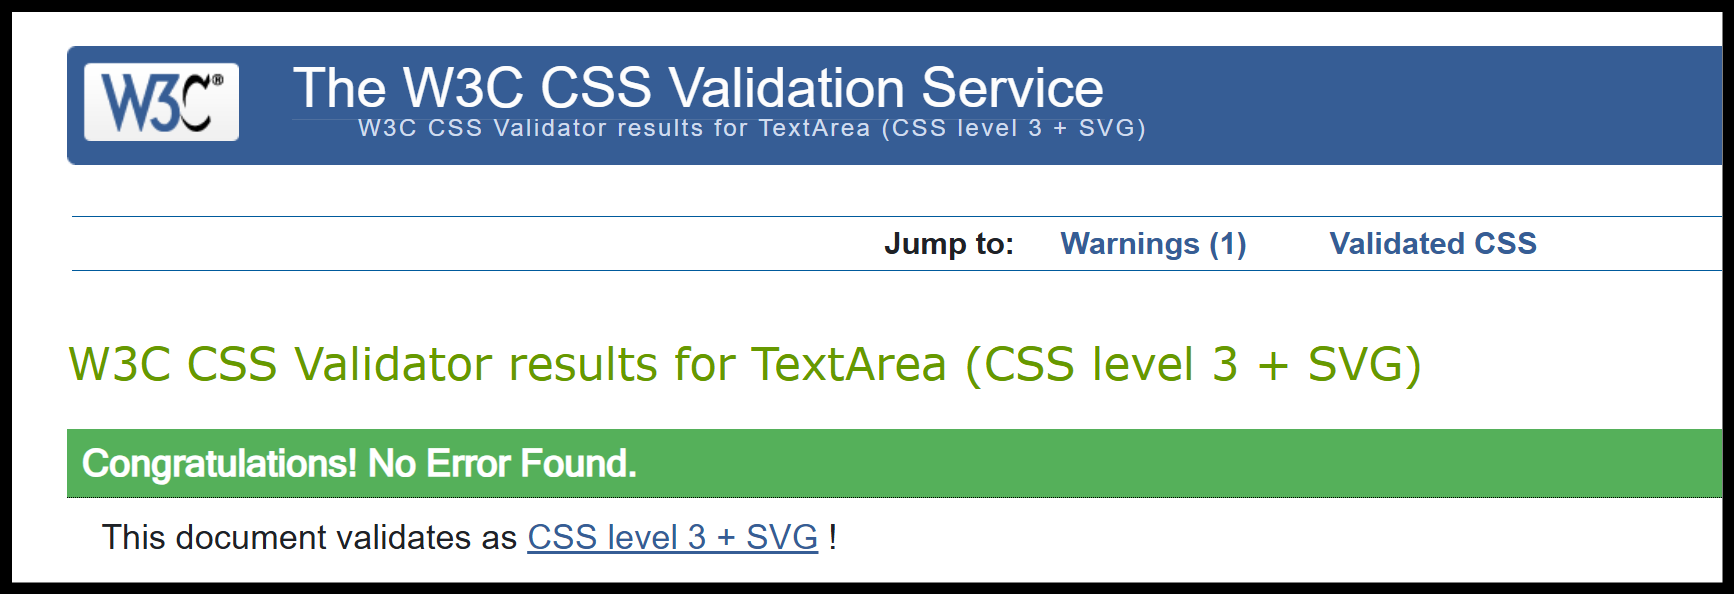 W3C®
The W3C CSS Validation Service
W3C CSS Validator results for TextArea (CSS level 3 + SVG)
Jump to: Warnings (1) Validated CSS
W3C CSS Validator results for TextArea (CSS level 3 + SVG)
Congratulations! No Error Found.
This document validates as CSS level 3 + SVG !